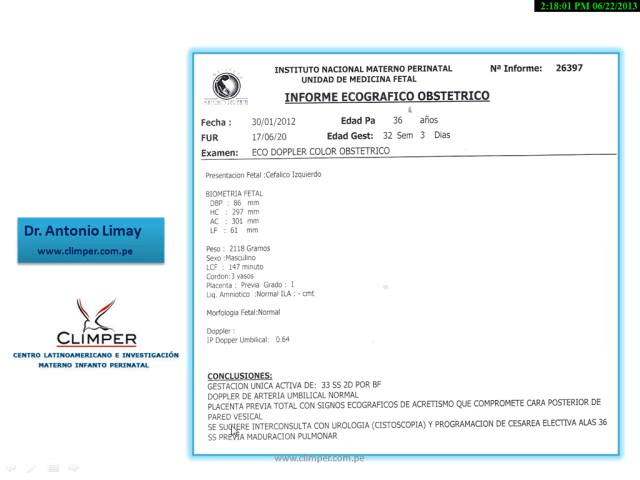 2:18:01 PM 06/22/2013
INSTITUTO NACIONAL MATERNO PERINATAL
UNIDAD DE MEDICINA FETAL
Nª Informe: 26397
INFORME ECOGRAFICO OBSTETRICO
Fecha : 30/01/2012 Edad Pa 36 años
FUR 17/06/20 Edad Gest: 32 Sem 3 Dias
Examen: ECO DOPPLER COLOR OBSTETRICO
Presentacion Fetal :Cefalico Izquierdo
BIOMETRIA FETAL
DBP : 86 mm
HC : 297 mm
AC : 301 mm
LF : 61 mm
Peso : 2118 Gramos
Sexo :Masculino
LCF : 147 minuto
Cordon:3 vasos
Placenta : Previa Grado : I
Liq. Amniotico :Normal ILA : - cmt
Morfologia Fetal:Normal
Doppler :
IP Dopper Umbilical: 0.64
CONCLUSIONES:
GESTACION UNICA ACTIVA DE: 33 SS 2D POR BF
DOPPLER DE ARTERIA UMBILICAL NORMAL
PLACENTA PREVIA TOTAL CON SIGNOS ECOGRAFICOS DE ACRETISMO QUE COMPROMETE CARA POSTERIOR DE
PARED VESICAL
SE SUGIERE INTERCONSULTA CON UROLOGIA (CISTOSCOPIA) Y PROGRAMACION DE CESAREA ELECTIVA ALAS 36
SS PREVIA MADURACION PULMONAR
Dr. Antonio Limay
www.climper.com.pe
CLIMPER
CENTRO LATINOAMERICANO E INVESTIGACIÓN
MATERNO INFANTO PERINATAL
www.climper.com.pe